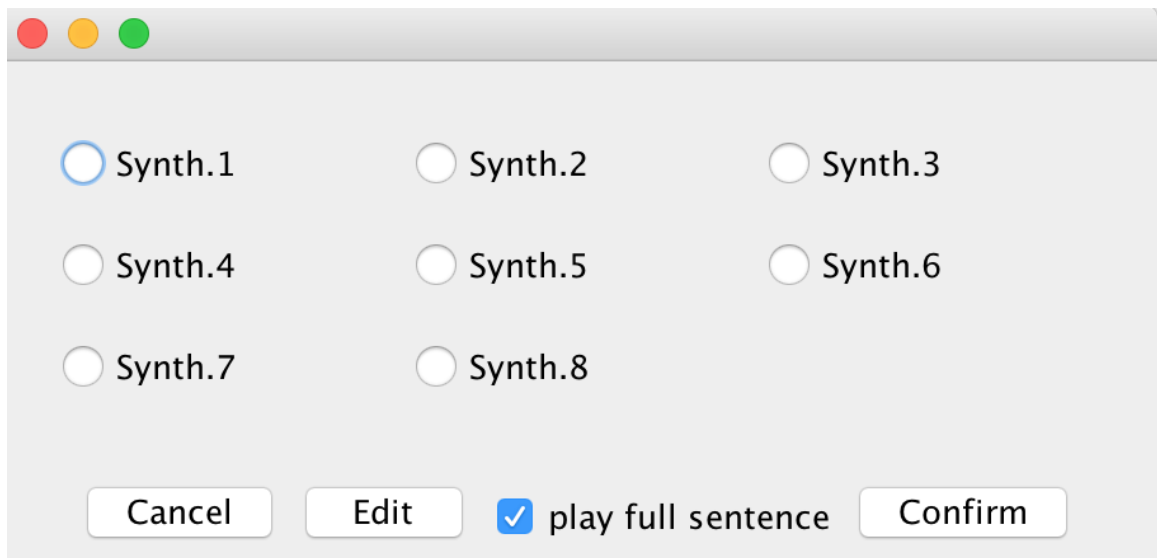 Synth.1 Synth.2 Synth.3
Synth.4 Synth.5 Synth.6
Synth.7 Synth.8
Cancel Edit play full sentence Confirm